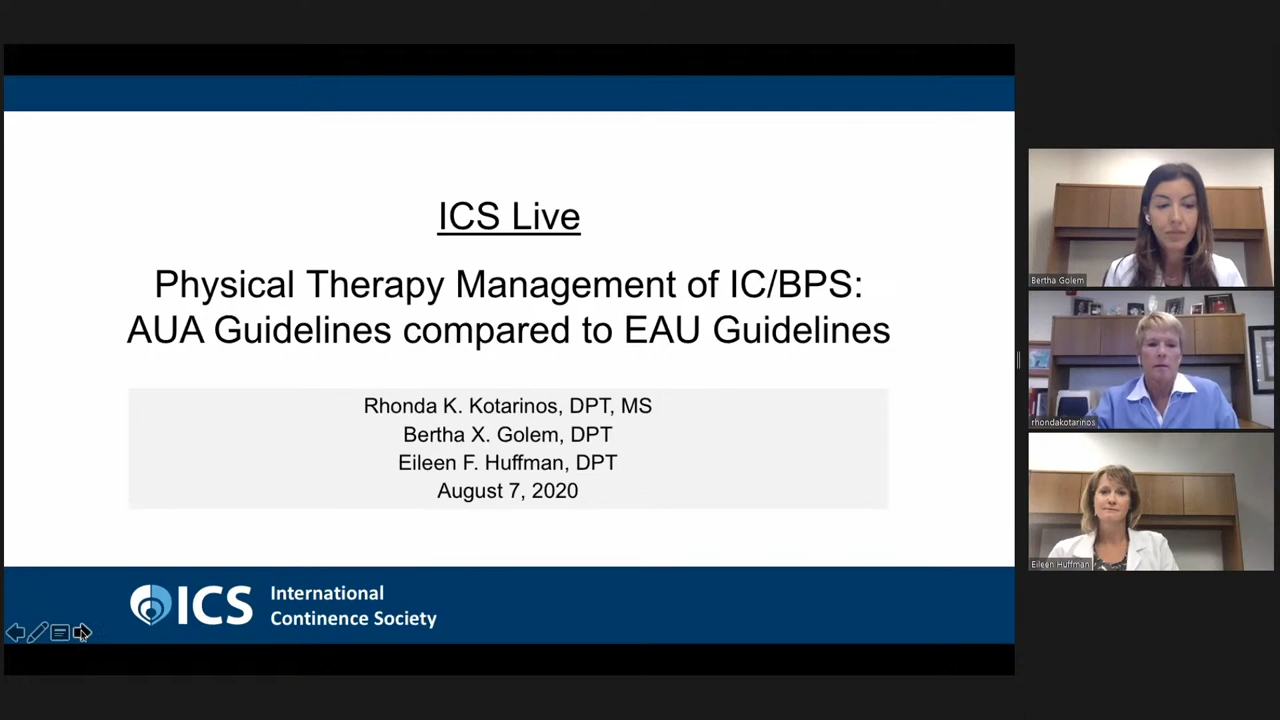 ICS Live
Physical Therapy Management of IC/BPS:
AUA Guidelines compared to EAU Guidelines
Rhonda K. Kotarinos, DPT, MS
Bertha X. Golem, DPT
Eileen F. Huffman, DPT
August 7, 2020
ICS
International
Continence Society
Bertha Golem
rhondakotarinos
Eileen Huffman